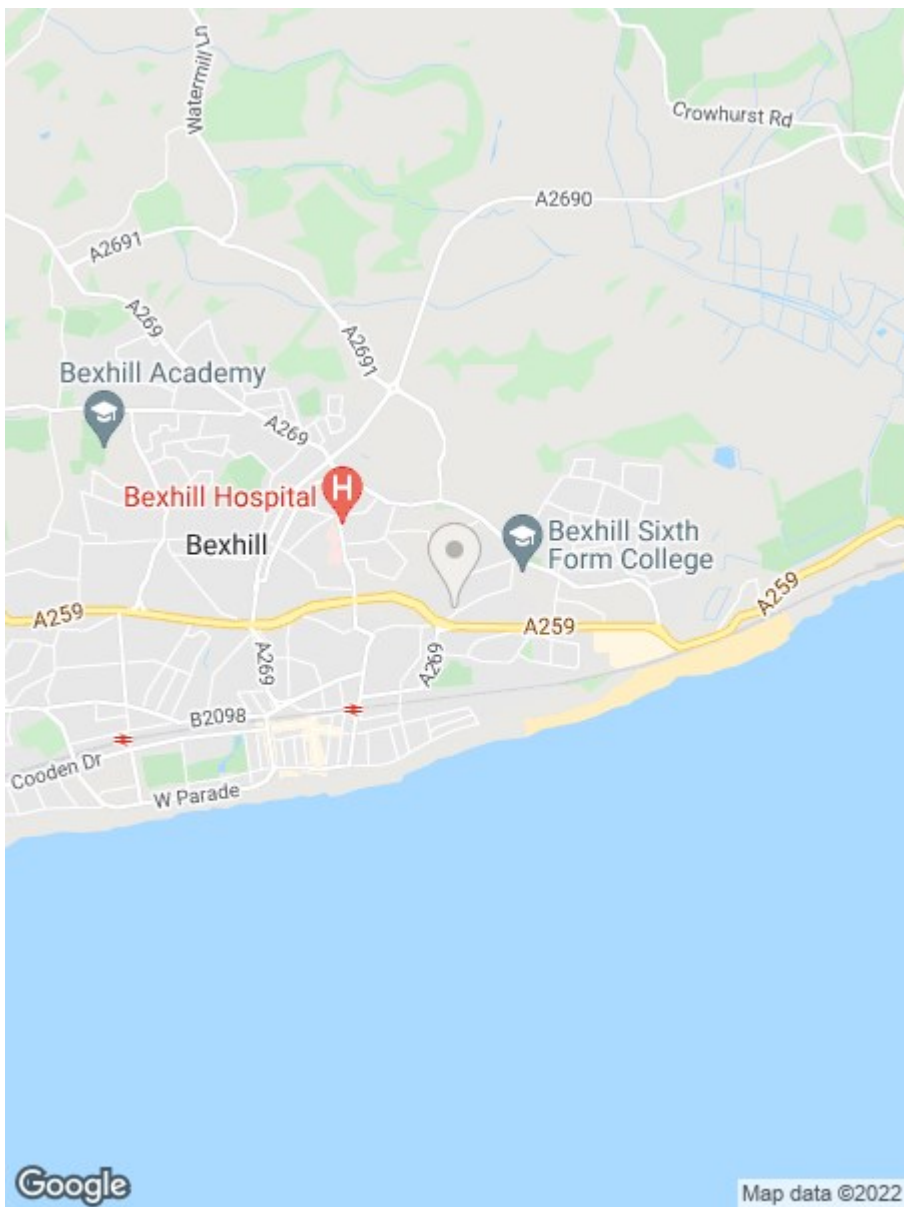 Watermill Ln
Crowhurst Rd
A2690
A2691
A269
A2691
Bexhill Academy
A269
Bexhill Hospital
H
Bexhill
Bexhill Sixth
Form College
A259
A259
A259
A269
A269
B2098
Cooden Dr
W Parade
Google
Map data ©2022